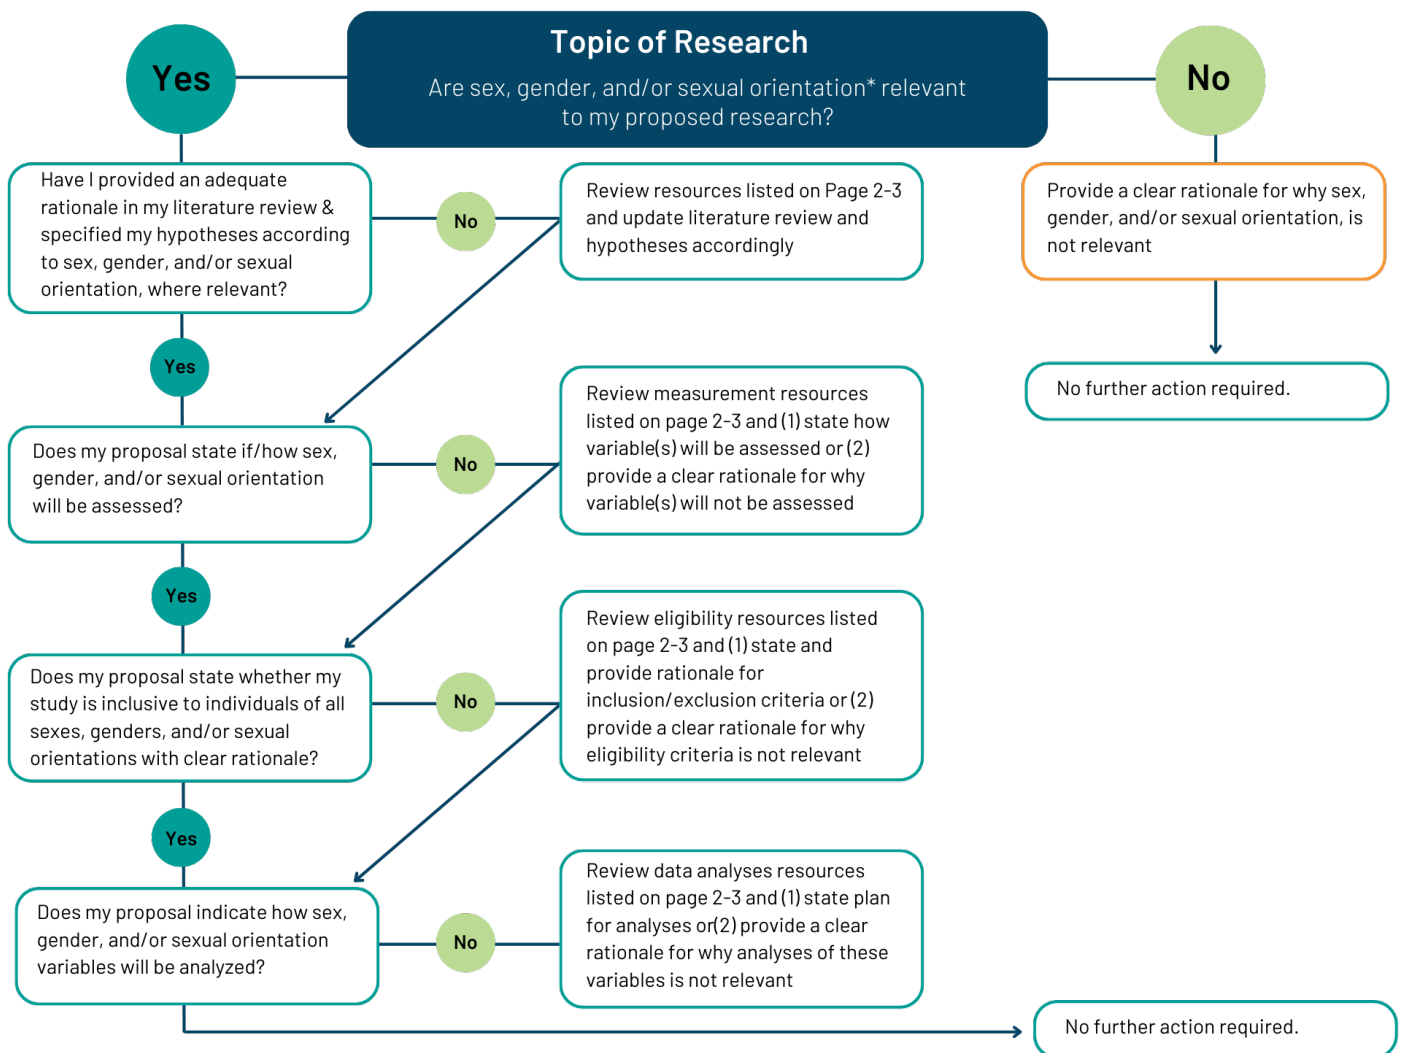 Topic of Research
Are sex, gender, and/or sexual orientation* relevant
to my proposed research?
Yes
No
Have I provided an adequate
rationale in my literature review &
specified my hypotheses according
to sex, gender, and/or sexual
orientation, where relevant?
No
Review resources listed on Page 2-3
and update literature review and
hypotheses accordingly
Provide a clear rationale for why sex,
gender, and/or sexual orientation, is
not relevant
No further action required.
Yes
Does my proposal state if/how sex,
gender, and/or sexual orientation
will be assessed?
No
Review measurement resources
listed on page 2-3 and (1) state how
variable(s) will be assessed or (2)
provide a clear rationale for why
variable(s) will not be assessed
Yes
Does my proposal state whether my
study is inclusive to individuals of all
sexes, genders, and/or sexual
orientations with clear rationale?
No
Review eligibility resources listed
on page 2-3 and (1) state and
provide rationale for
inclusion/exclusion criteria or (2)
provide a clear rationale for why
eligibility criteria is not relevant
Yes
Does my proposal indicate how sex,
gender, and/or sexual orientation
variables will be analyzed?
No
Review data analyses resources
listed on page 2-3 and (1) state plan
for analyses or(2) provide a clear
rationale for why analyses of these
variables is not relevant
No further action required.